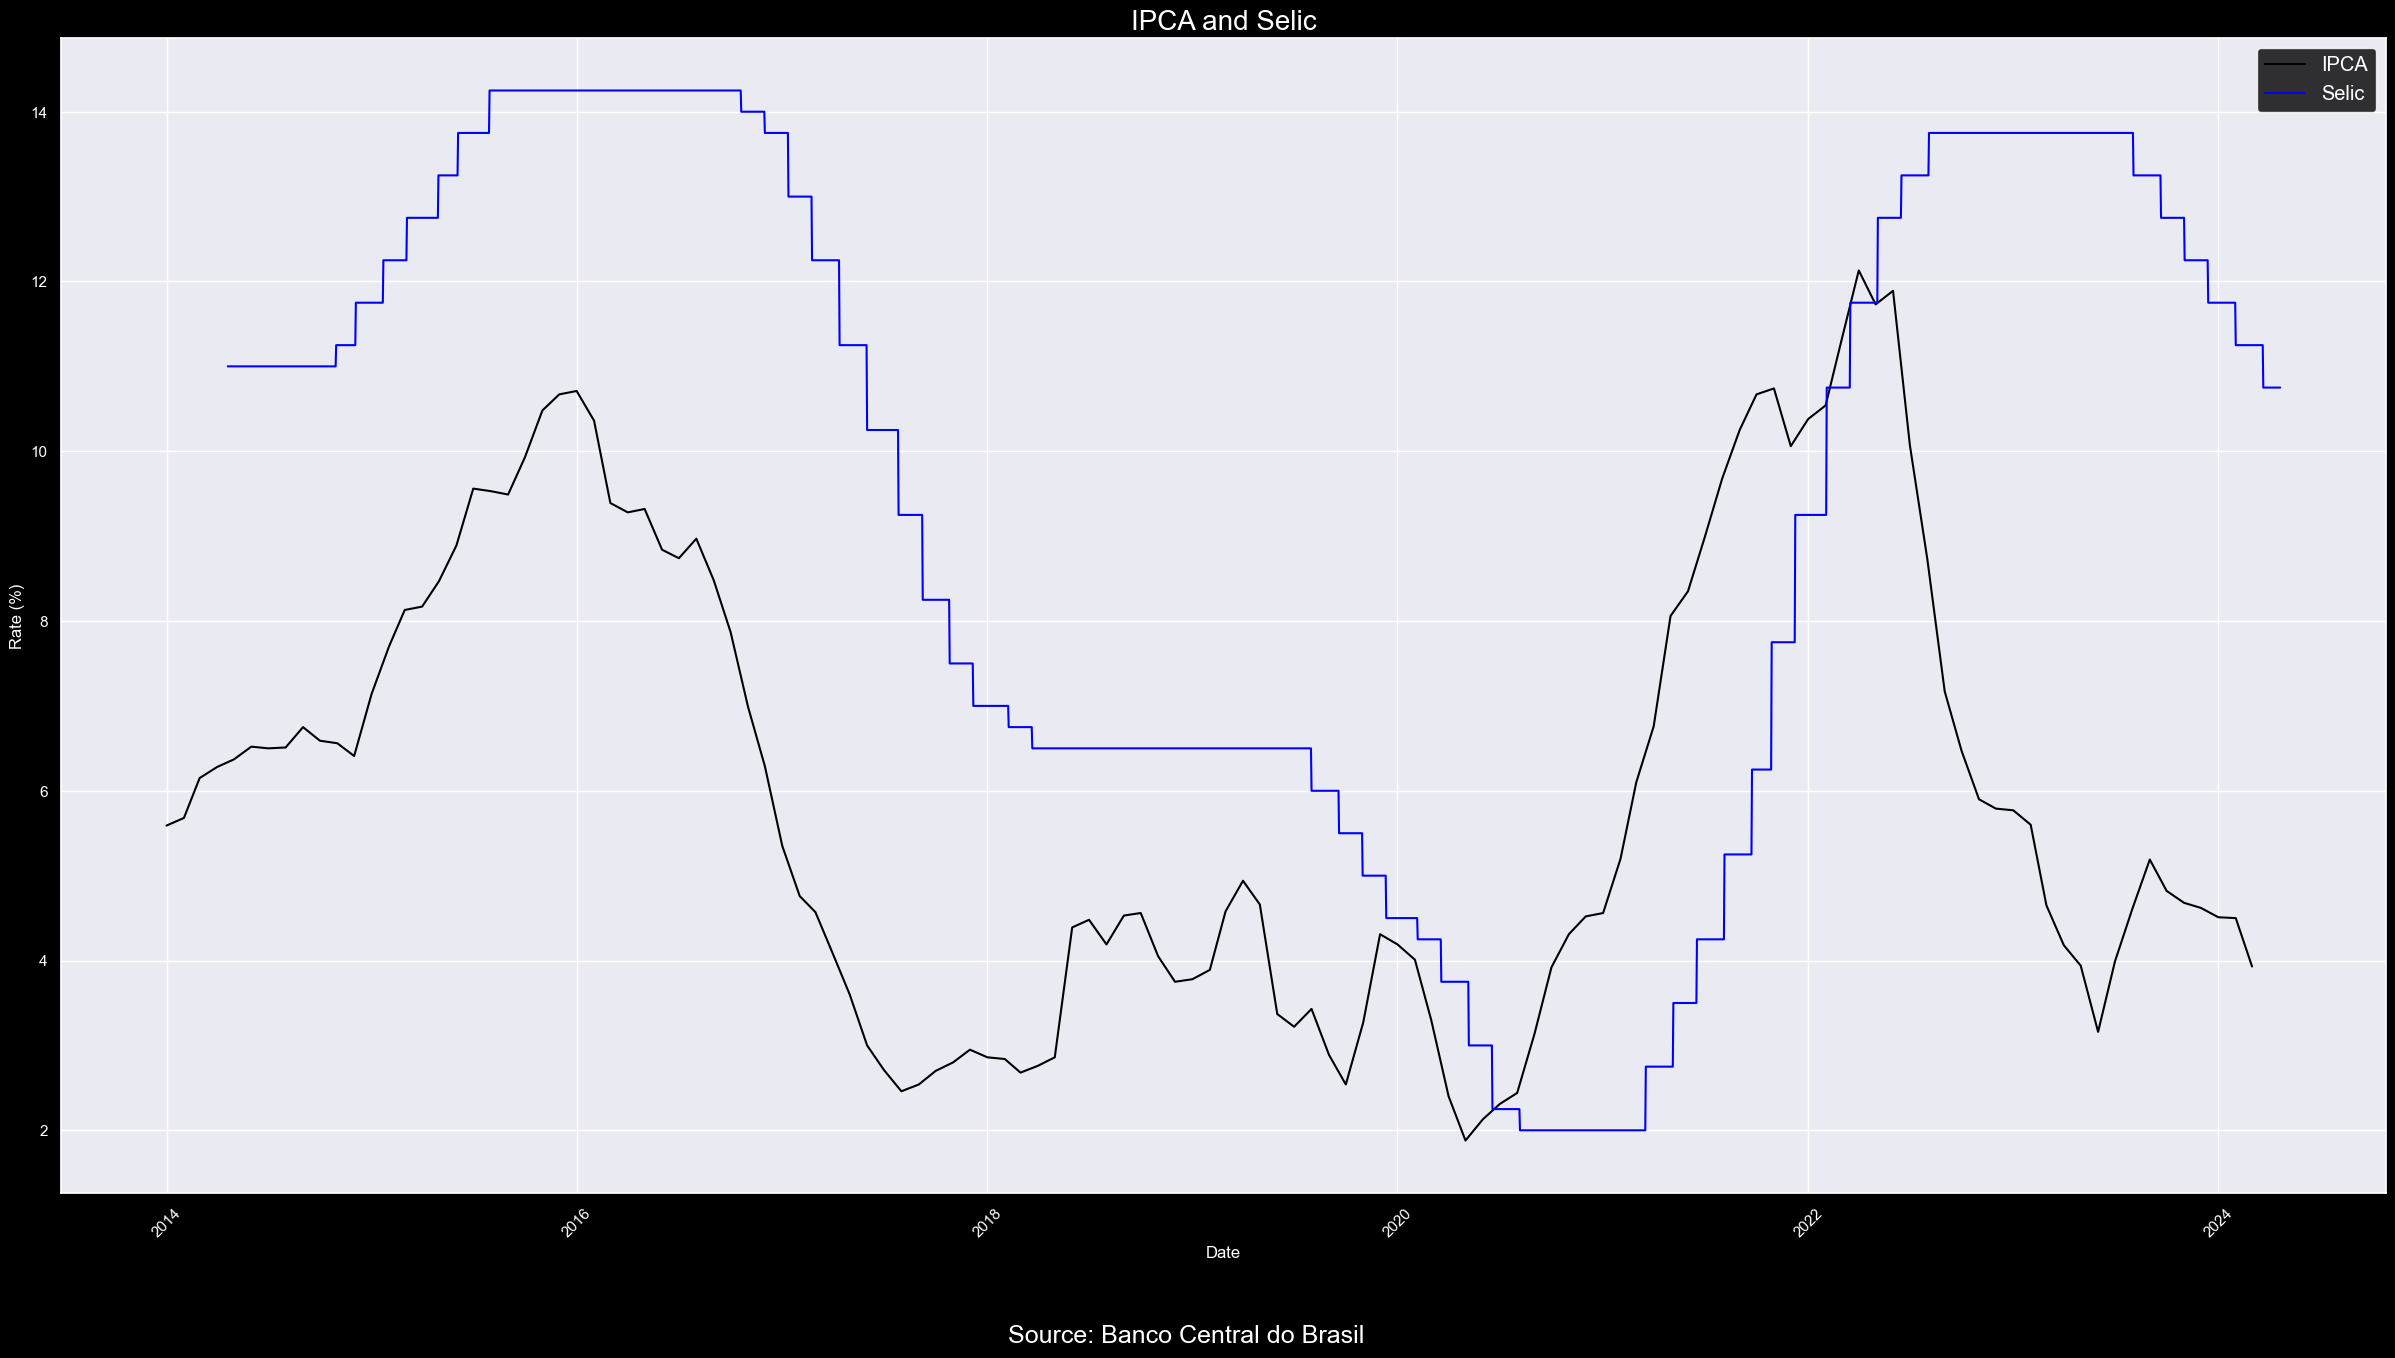 IPCA and Selic
IPCA
Selic
14
12
10
8
6
4
2
Rate (%)
2014
2016
2018
2020
2022
2024
Date
Source: Banco Central do Brasil